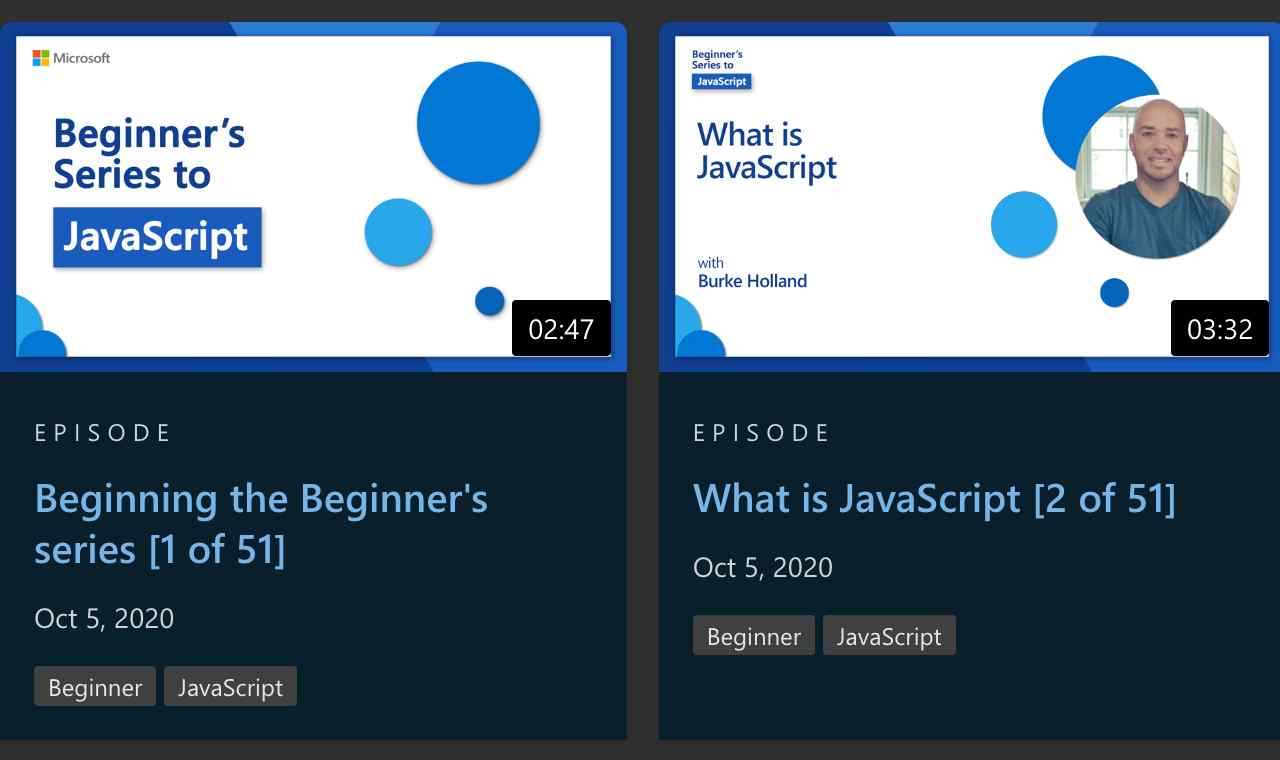 Microsoft
Beginner’s
Series to
JavaScript
02:47
EPISODE
Beginning the Beginner's
series [1 of 51]
Oct 5, 2020
Beginner JavaScript
Beginner’s
Series to
JavaScript
What is
JavaScript
with
Burke Holland
03:32
EPISODE
What is JavaScript [2 of 51]
Oct 5, 2020
Beginner JavaScript